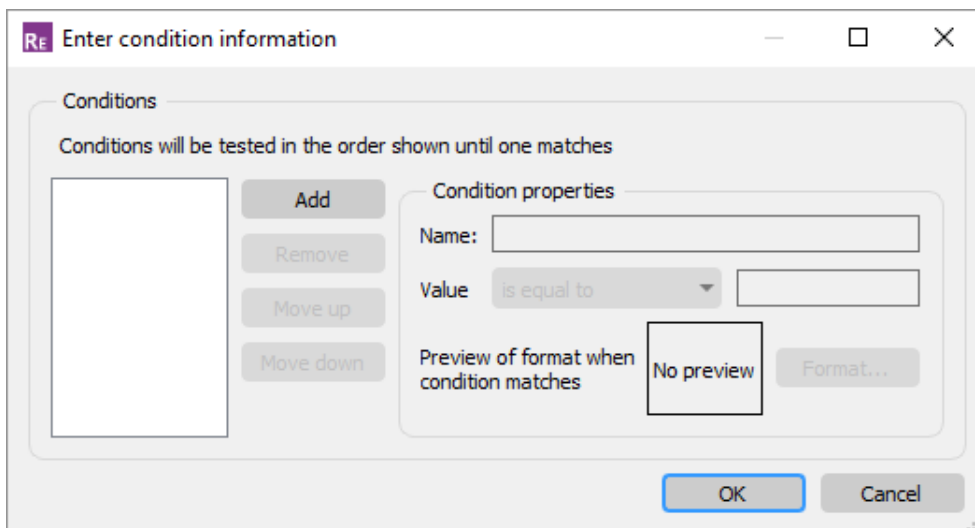 RE Enter condition information
Conditions
Conditions will be tested in the order shown until one matches
Add
Remove
Move up
Move down
Condition properties
Name:
Value is equal to
Preview of format when
condition matches
No preview
Format...
OK Cancel